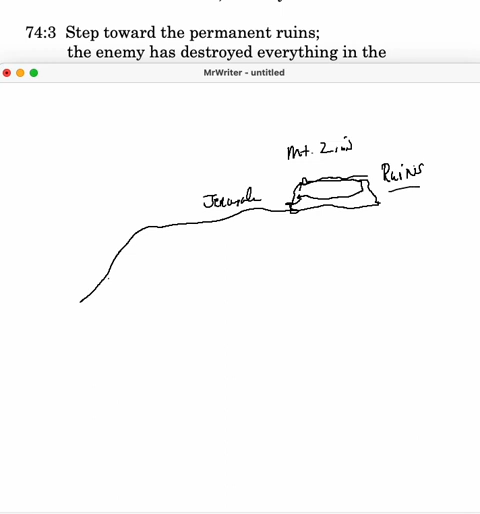 74:3 Step toward the permanent ruins;
the enemy has destroyed everything in the
MrWriter - untitled
Mt. Zion
Ruins